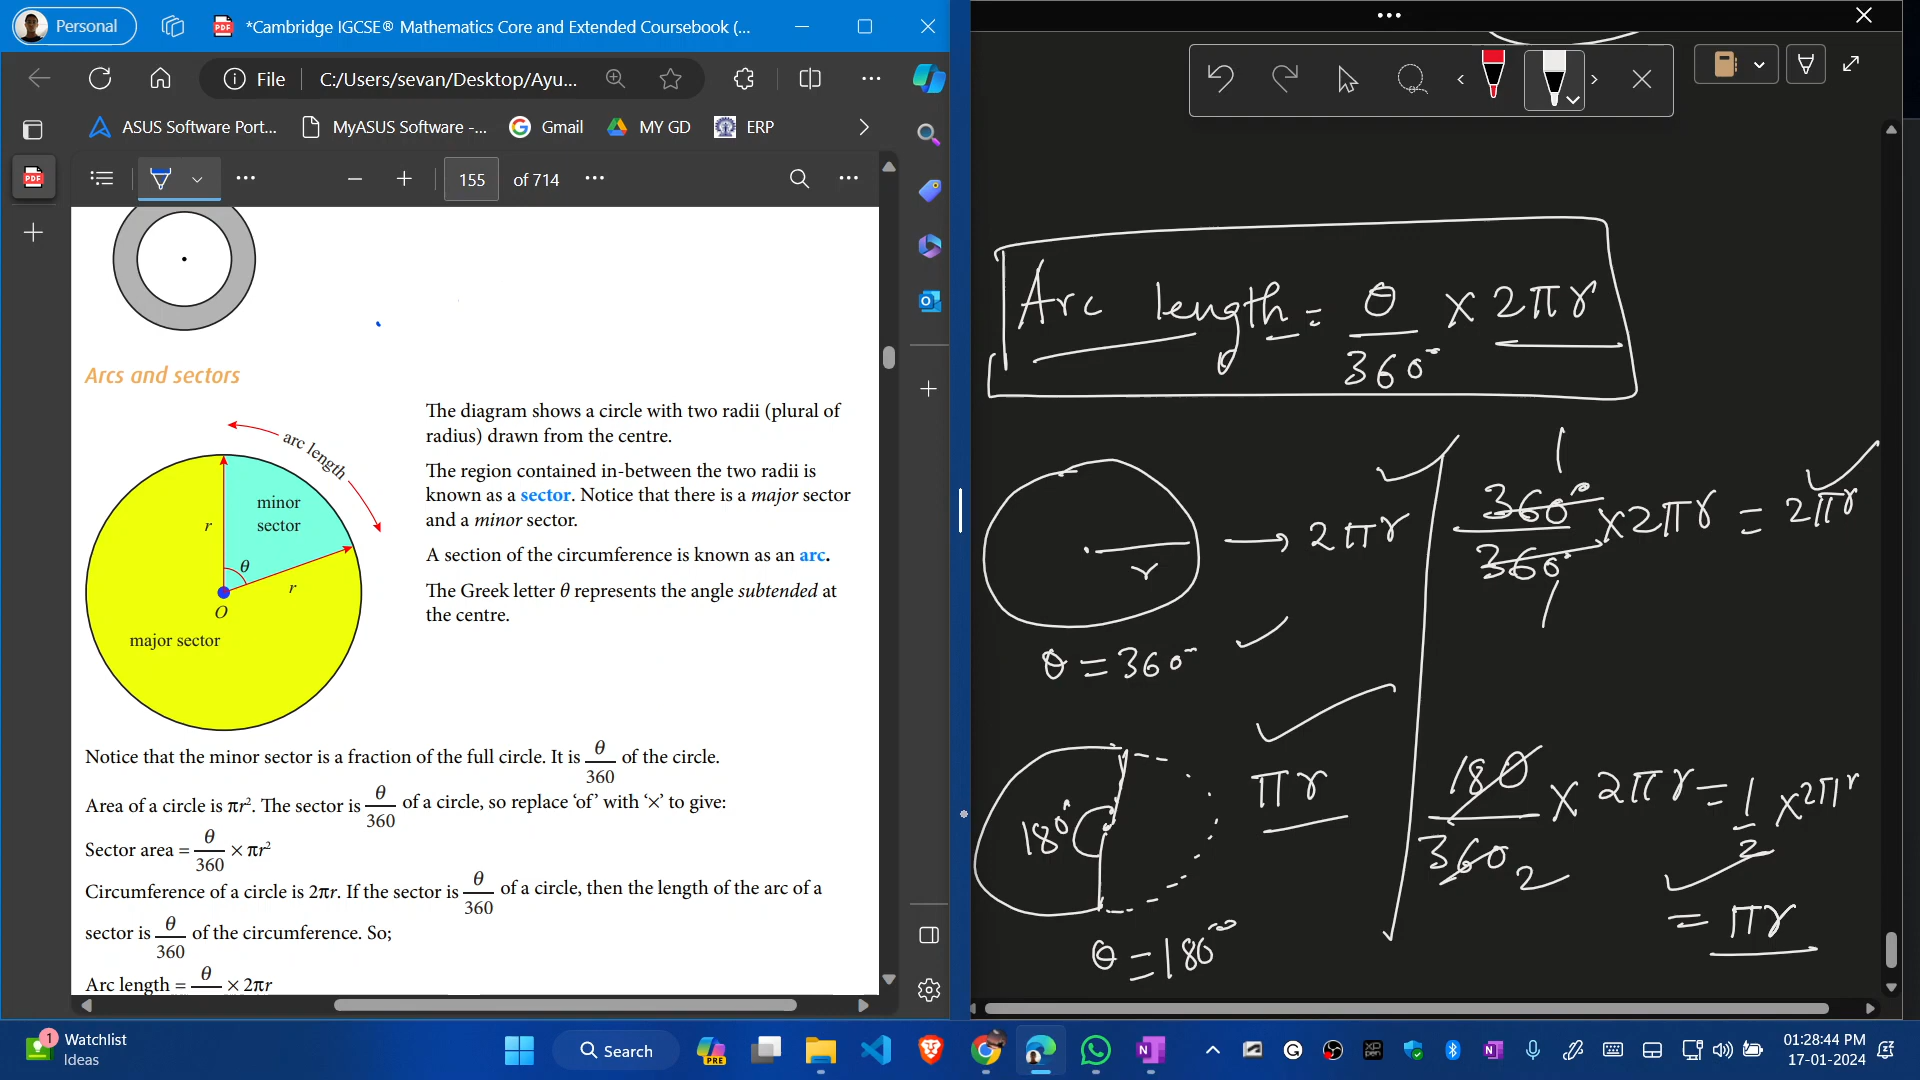 Personal
*Cambridge IGCSE® Mathematics Core and Extended Coursebook (...
File
C:/Users/sevan/Desktop/Ayu...
ASUS Software Port...
MyASUS Software -...
Gmail
MY GD
ERP
155 of 714
Arcs and sectors
arc length
minor
sector
r
θ
r
O
major sector
The diagram shows a circle with two radii (plural of
radius) drawn from the centre.
The region contained in-between the two radii is
known as a sector. Notice that there is a major sector
and a minor sector.
A section of the circumference is known as an arc.
The Greek letter θ represents the angle subtended at
the centre.
Notice that the minor sector is a fraction of the full circle. It is θ/360 of the circle.
Area of a circle is πr². The sector is θ/360 of a circle, so replace ‘of’ with ‘×’ to give:
Sector area = θ/360 × πr²
Circumference of a circle is 2πr. If the sector is θ/360 of a circle, then the length of the arc of a
sector is θ/360 of the circumference. So;
Arc length = θ × 2πr
Arc length = θ/360° × 2πr
r → 2πr
θ = 360°
1
360°/360° × 2πr = 2πr
1
180°
πr
θ = 180°
180/360 2 × 2πr = 1/2 × 2πr
= πr
1
Watchlist
Ideas
Search
PRE
01:28:44 PM
17-01-2024